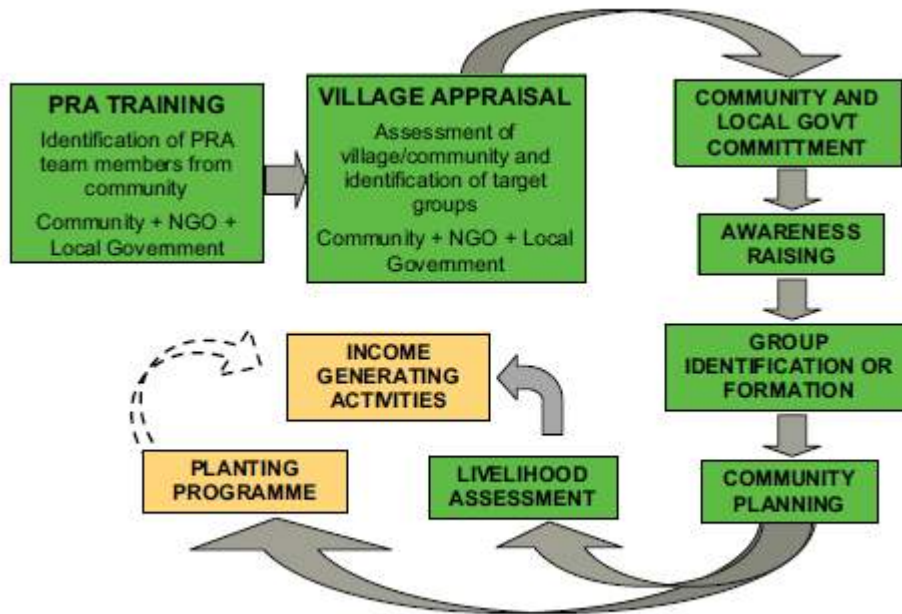 PRA TRAINING
Identification of PRA
team members from
community
Community + NGO +
Local Government
VILLAGE APPRAISAL
Assessment of
village/community and
identification of target
groups
Community + NGO + Local
Government
COMMUNITY AND
LOCAL GOVT
COMMITTMENT
AWARENESS
RAISING
GROUP
IDENTIFICATION OR
FORMATION
COMMUNITY
PLANNING
LIVELIHOOD
ASSESSMENT
INCOME
GENERATING
ACTIVITIES
PLANTING
PROGRAMME